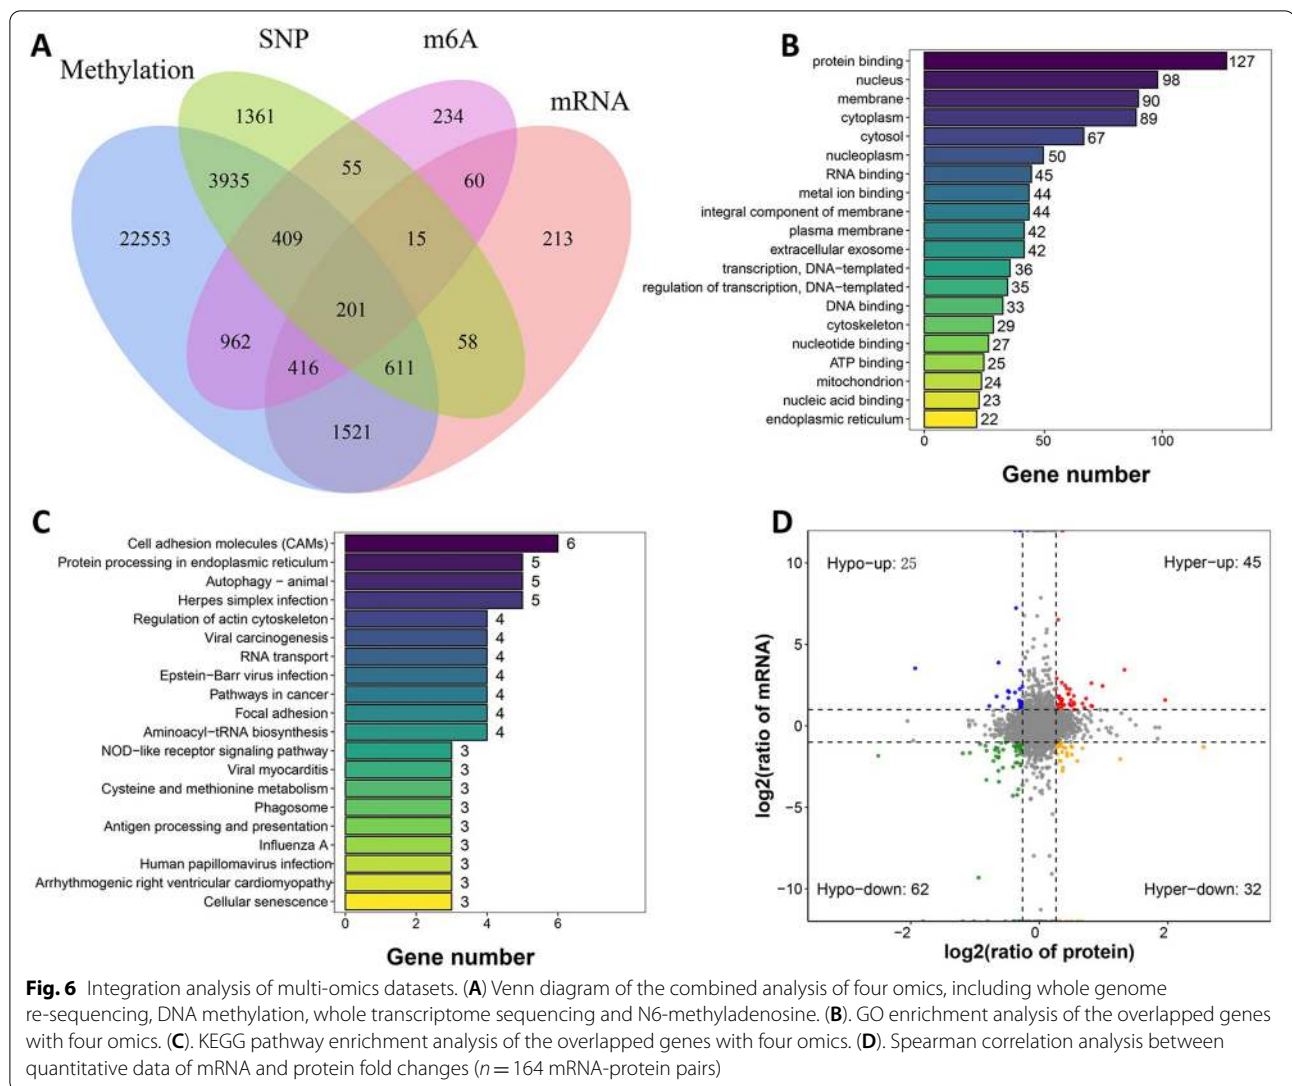 A
SNP
m6A
Methylation
mRNA
1361
234
3935
55
60
22553
409
15
213
201
962
58
416
611
1521
B
protein binding 127
nucleus 98
membrane 90
cytoplasm 89
cytosol 67
nucleoplasm 50
RNA binding 45
metal ion binding 44
integral component of membrane 44
plasma membrane 42
extracellular exosome 42
transcription, DNA−templated 36
regulation of transcription, DNA−templated 35
DNA binding 33
cytoskeleton 29
nucleotide binding 27
ATP binding 25
mitochondrion 24
nucleic acid binding 23
endoplasmic reticulum 22
0 50 100
Gene number
C
Cell adhesion molecules (CAMs) 6
Protein processing in endoplasmic reticulum 5
Autophagy − animal 5
Herpes simplex infection 5
Regulation of actin cytoskeleton 4
Viral carcinogenesis 4
RNA transport 4
Epstein−Barr virus infection 4
Pathways in cancer 4
Focal adhesion 4
Aminoacyl−tRNA biosynthesis 4
NOD−like receptor signaling pathway 3
Viral myocarditis 3
Cysteine and methionine metabolism 3
Phagosome 3
Antigen processing and presentation 3
Influenza A 3
Human papillomavirus infection 3
Arrhythmogenic right ventricular cardiomyopathy 3
Cellular senescence 3
0 2 4 6
Gene number
D
Hypo−up: 25
Hyper−up: 45
Hypo−down: 62
Hyper−down: 32
10
5
0
−5
−10
log2(ratio of mRNA)
−2 0 2
log2(ratio of protein)
Fig. 6 Integration analysis of multi-omics datasets. (A) Venn diagram of the combined analysis of four omics, including whole genome
re-sequencing, DNA methylation, whole transcriptome sequencing and N6-methyladenosine. (B). GO enrichment analysis of the overlapped genes
with four omics. (C). KEGG pathway enrichment analysis of the overlapped genes with four omics. (D). Spearman correlation analysis between
quantitative data of mRNA and protein fold changes (n = 164 mRNA-protein pairs)